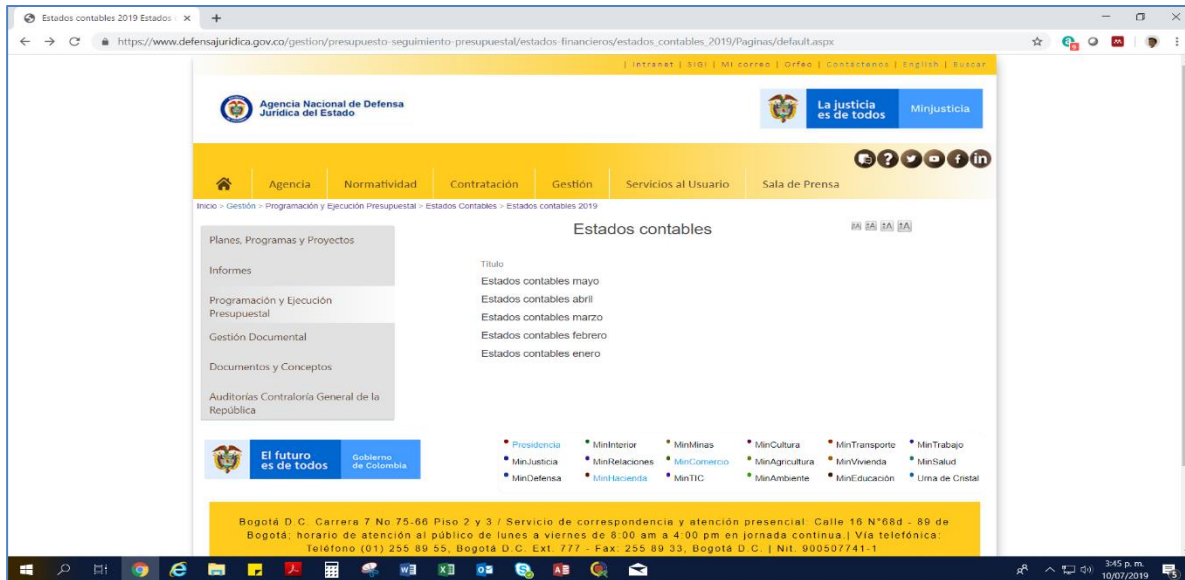 Estados contables 2019 Estados
https://www.defensajuridica.gov.co/gestion/presupuesto-seguimiento-presupuestal/estados-financieros/estados_contables_2019/Paginas/default.aspx
| Intranet | SIGI | Mi correo | Orfeo | Contáctenos | English | Buscar
Agencia Nacional de Defensa
Jurídica del Estado
La justicia
es de todos
Minjusticia
Agencia Normatividad Contratación Gestión Servicios al Usuario Sala de Prensa
Inicio > Gestión > Programación y Ejecución Presupuestal > Estados Contables > Estados contables 2019
Estados contables
Planes, Programas y Proyectos
Informes
Programación y Ejecución
Presupuestal
Gestión Documental
Documentos y Conceptos
Auditorías Contraloría General de la
República
Título
Estados contables mayo
Estados contables abril
Estados contables marzo
Estados contables febrero
Estados contables enero
El futuro
es de todos
Gobierno
de Colombia
Presidencia MinInterior MinMinas MinCultura MinTransporte MinTrabajo
MinJusticia MinRelaciones MinComercio MinAgricultura MinVivienda MinSalud
MinDefensa MinHacienda MinTIC MinAmbiente MinEducación Urna de Cristal
Bogotá D.C. Carrera 7 No 75-66 Piso 2 y 3 / Servicio de correspondencia y atención presencial: Calle 16 N°68d - 89 de
Bogotá; horario de atención al público de lunes a viernes de 8:00 am a 4:00 pm en jornada continua.| Vía telefónica:
Teléfono (01) 255 89 55, Bogotá D.C. Ext. 777 - Fax: 255 89 33, Bogotá D.C. | Nit. 900507741-1
3:45 p. m.
10/07/2019